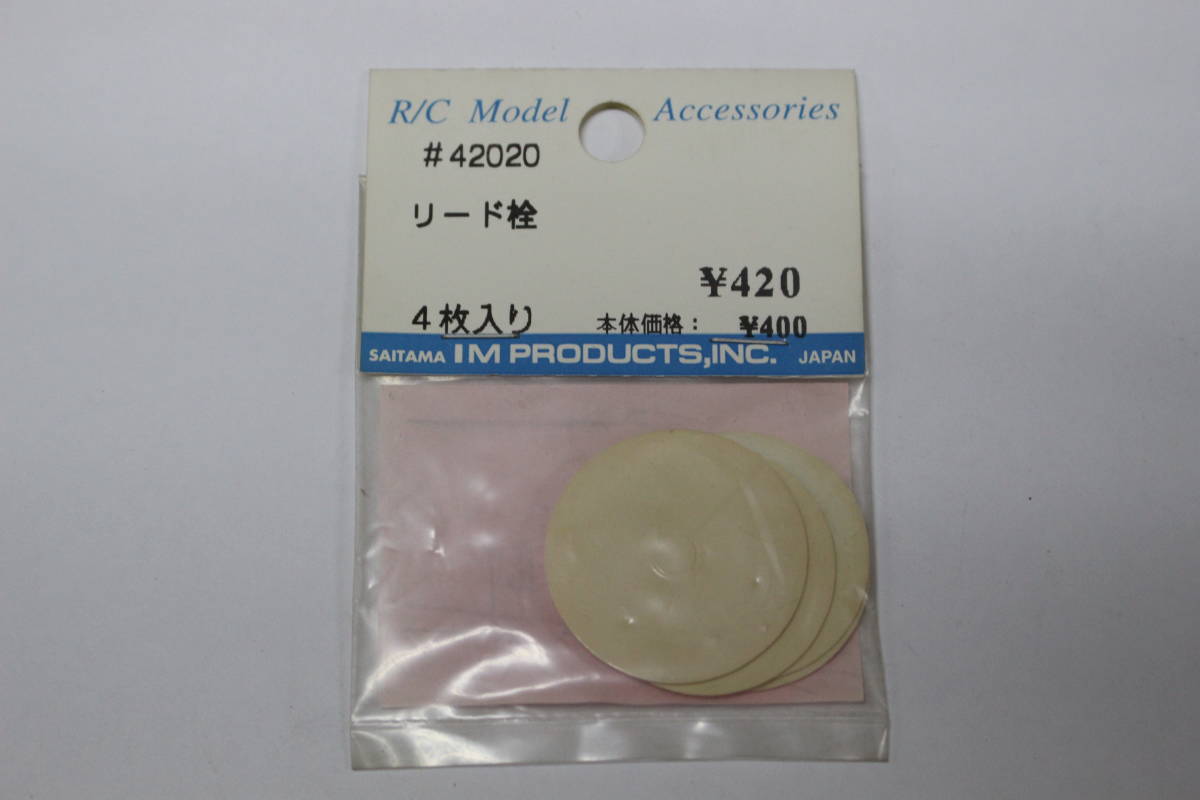 R/C Model Accessories
#42020
リード栓
¥420
4枚入り 本体価格: ¥400
SAITAMA IM PRODUCTS,INC. JAPAN